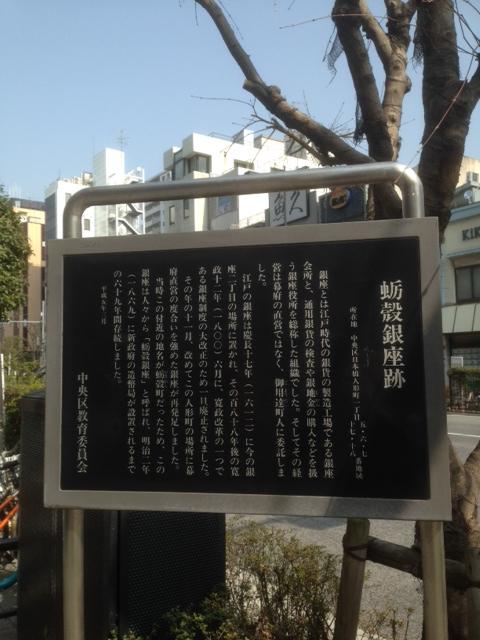 蛎殻銀座跡
所在地 中央区日本橋人形町一丁目十七・十八
五・六・七
番地域
銀座とは江戸時代の銀貨の製造工場である銀座
会所と、通用銀貨の検査や銀地金の購入などを扱
う銀座役所を総称した組織でした。そしてその経
営は幕府の直営ではなく、御用達町人に委託しま
した。
江戸の銀座は慶長十七年(一六一二)に今の銀
座二丁目の場所に置かれ、その百八十八年後の寛
政十二年(一八〇〇)六月に、寛政改革の一つで
ある銀座制度の大改正のため一旦廃止されました。
その年の十一月、改めてこの人形町の場所に幕
府直営の度合いを強めた銀座が再発足しました。
当時この付近の地名が蛎殻町だったため、この
銀座は人々から「蛎殻銀座」と呼ばれ、明治二年
(一八六九)に新政府の造幣局が設置されるまで
の六十九年間存続しました。
平成五年三月
中央区教育委員会